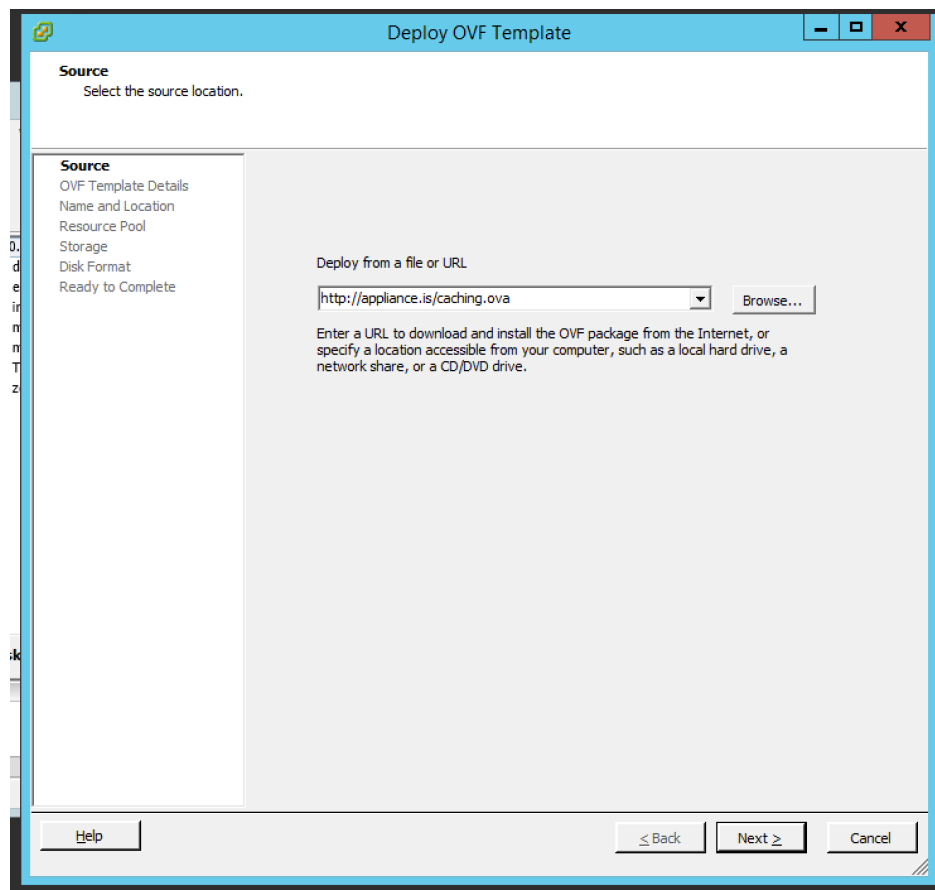 Deploy OVF Template
Source
Select the source location.
Source
OVF Template Details
Name and Location
Resource Pool
Storage
Disk Format
Ready to Complete
Deploy from a file or URL
http://appliance.is/caching.ova
Browse...
Enter a URL to download and install the OVF package from the Internet, or
specify a location accessible from your computer, such as a local hard drive, a
network share, or a CD/DVD drive.
Help
< Back
Next >
Cancel